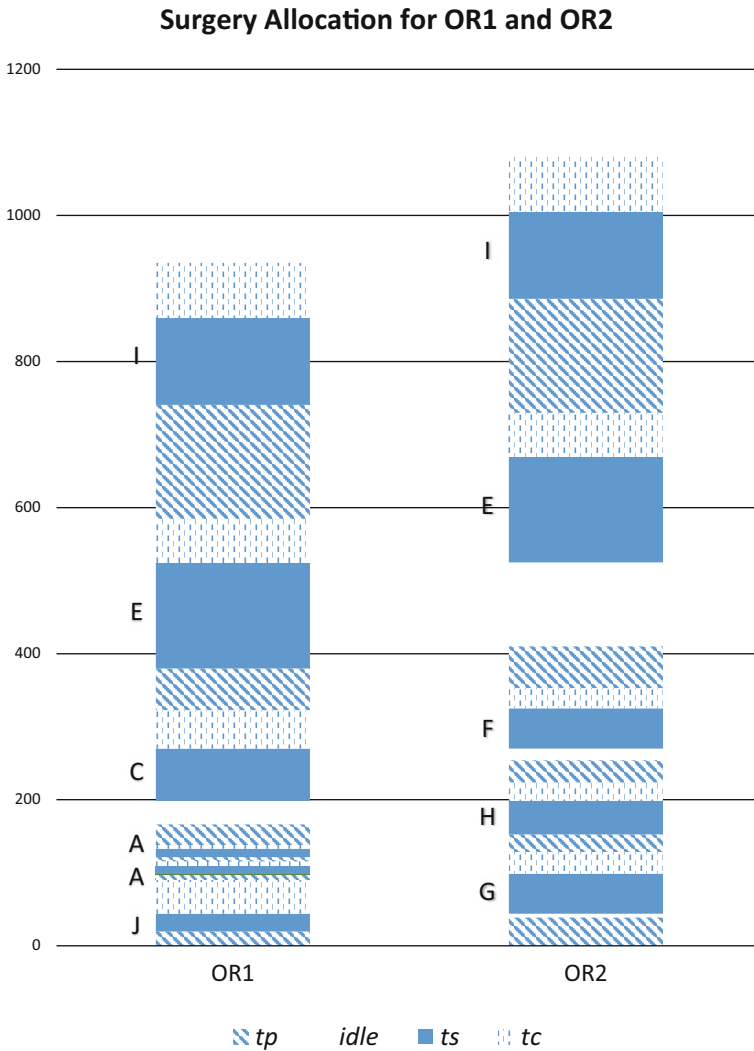 Surgery Allocation for OR1 and OR2
1200
1000
I
I
800
600
E
E
400
F
C
200
H
A
A
G
J
0
OR1 OR2
tp idle ts tc